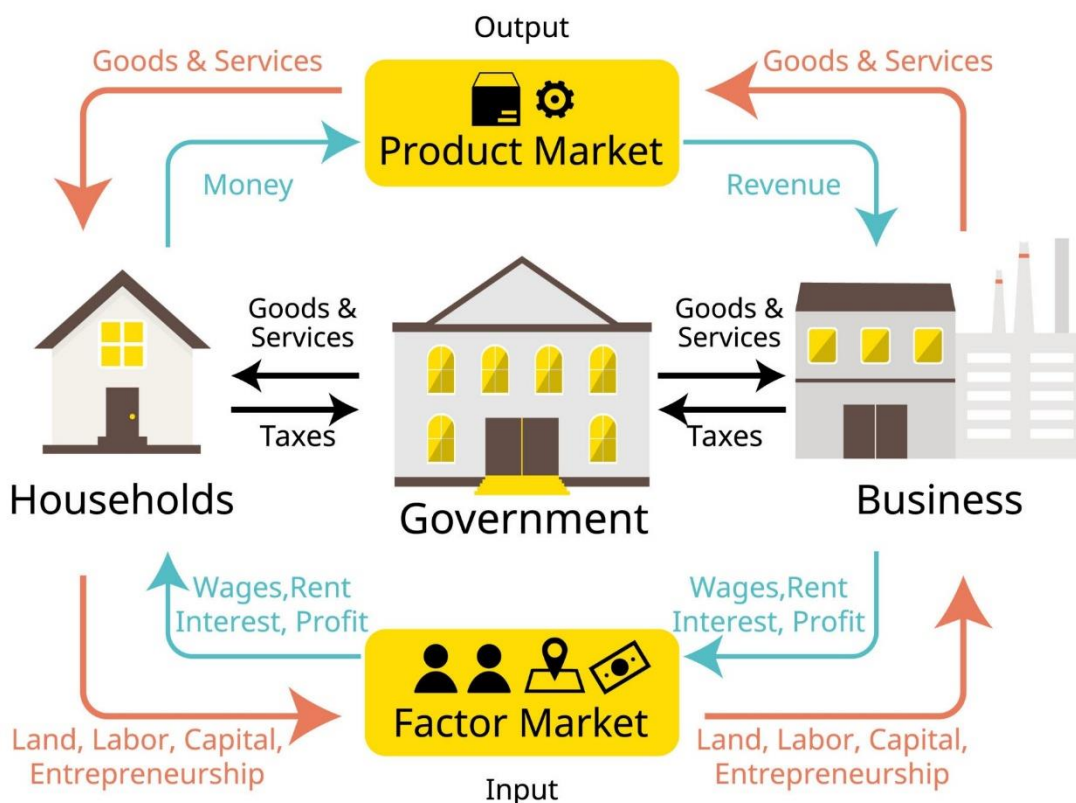 Output
Goods & Services
Goods & Services
Product Market
Money
Revenue
Goods &
Services
Goods &
Services
Taxes
Taxes
Households
Government
Business
Wages,Rent
Interest, Profit
Wages,Rent
Interest, Profit
Factor Market
Land, Labor, Capital,
Entrepreneurship
Land, Labor, Capital,
Entrepreneurship
Input